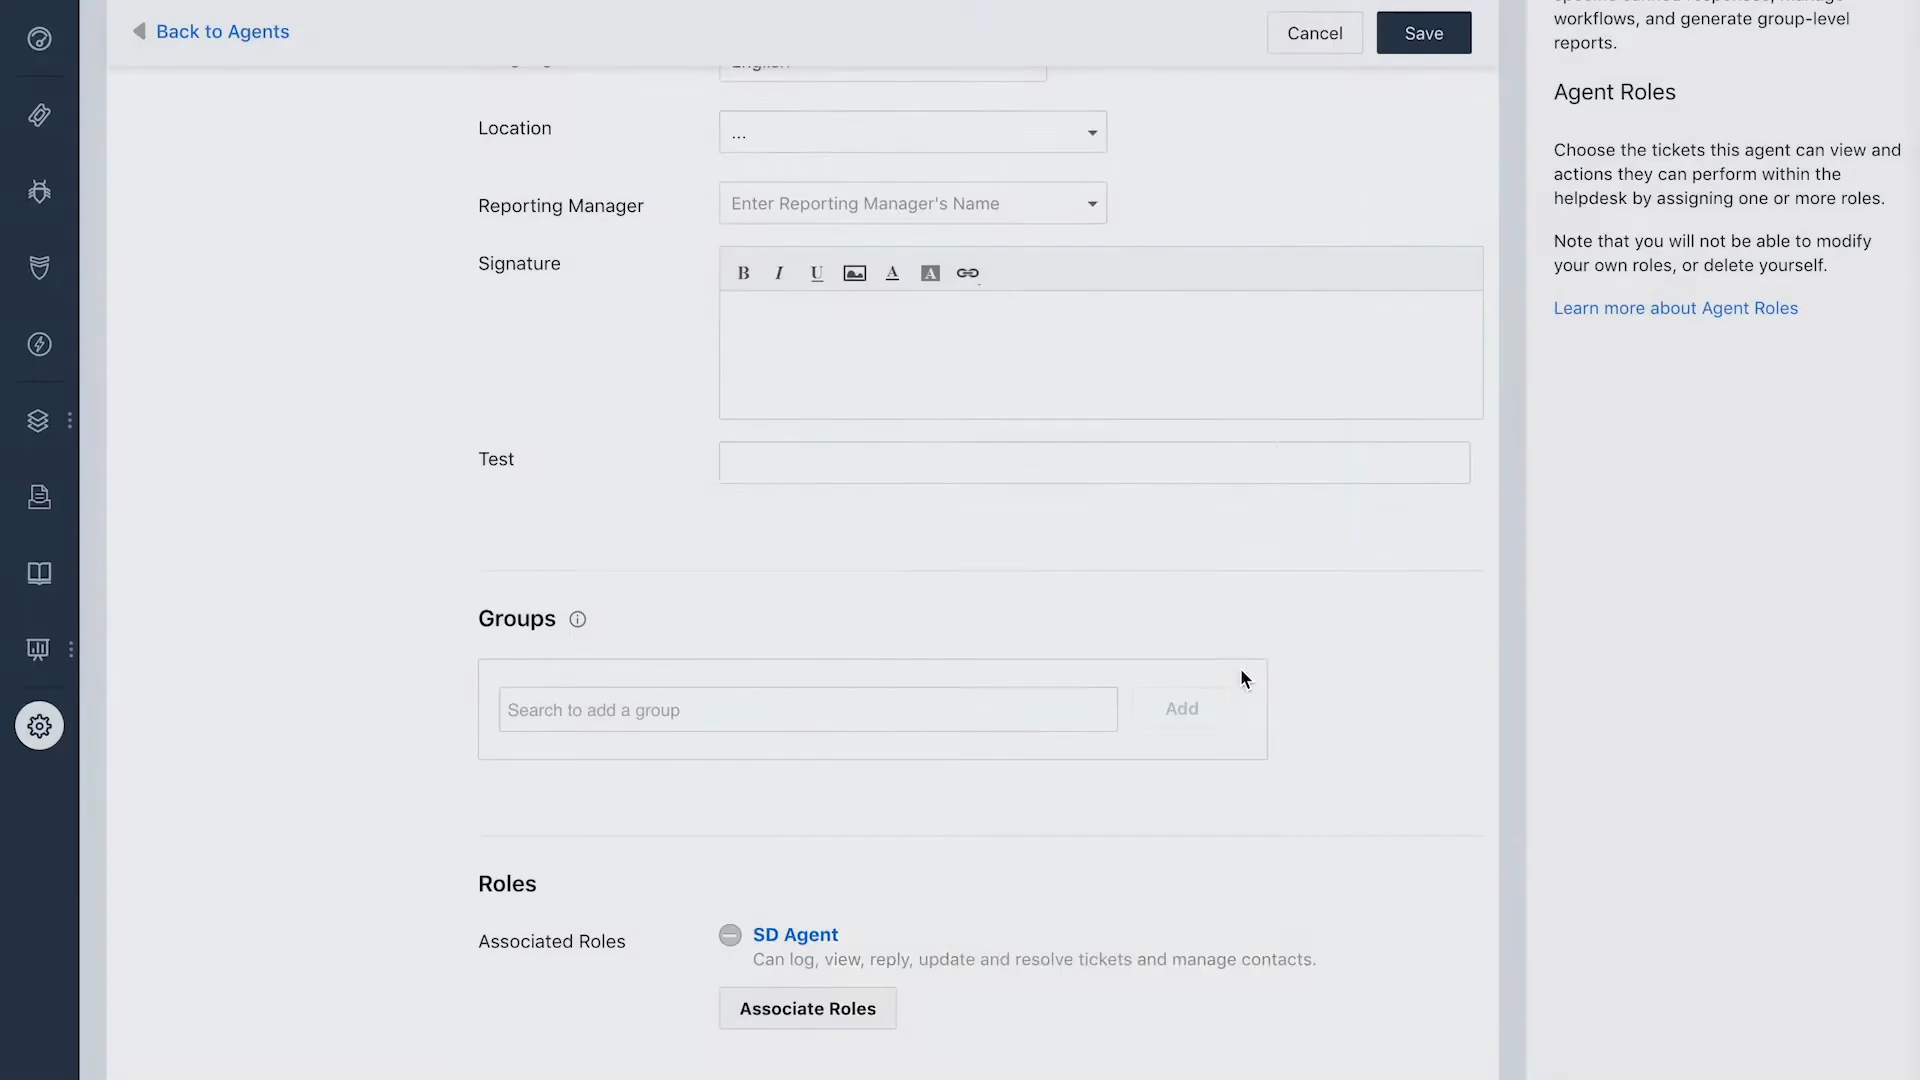 Back to Agents
Cancel
Save
Location
...
Reporting Manager
Enter Reporting Manager's Name
Signature
B I U A A
Test
Groups
Search to add a group
Add
Roles
Associated Roles
SD Agent
Can log, view, reply, update and resolve tickets and manage contacts.
Associate Roles
workflows, and generate group-level
reports.
Agent Roles
Choose the tickets this agent can view and
actions they can perform within the
helpdesk by assigning one or more roles.
Note that you will not be able to modify
your own roles, or delete yourself.
Learn more about Agent Roles